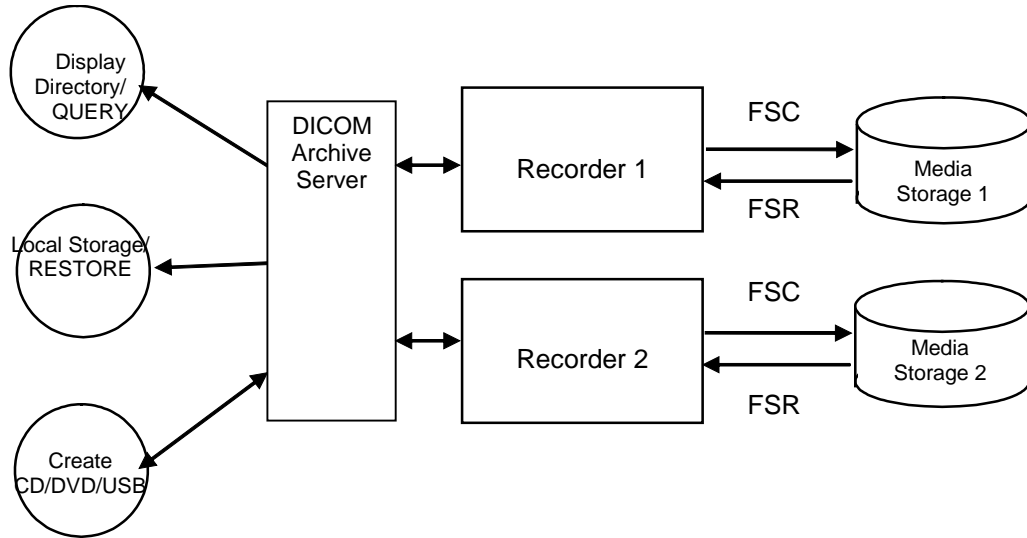 Display
Directory/
QUERY
Local Storage/
RESTORE
Create
CD/DVD/USB
DICOM
Archive
Server
Recorder 1
FSC
FSR
Media
Storage 1
Recorder 2
FSC
FSR
Media
Storage 2